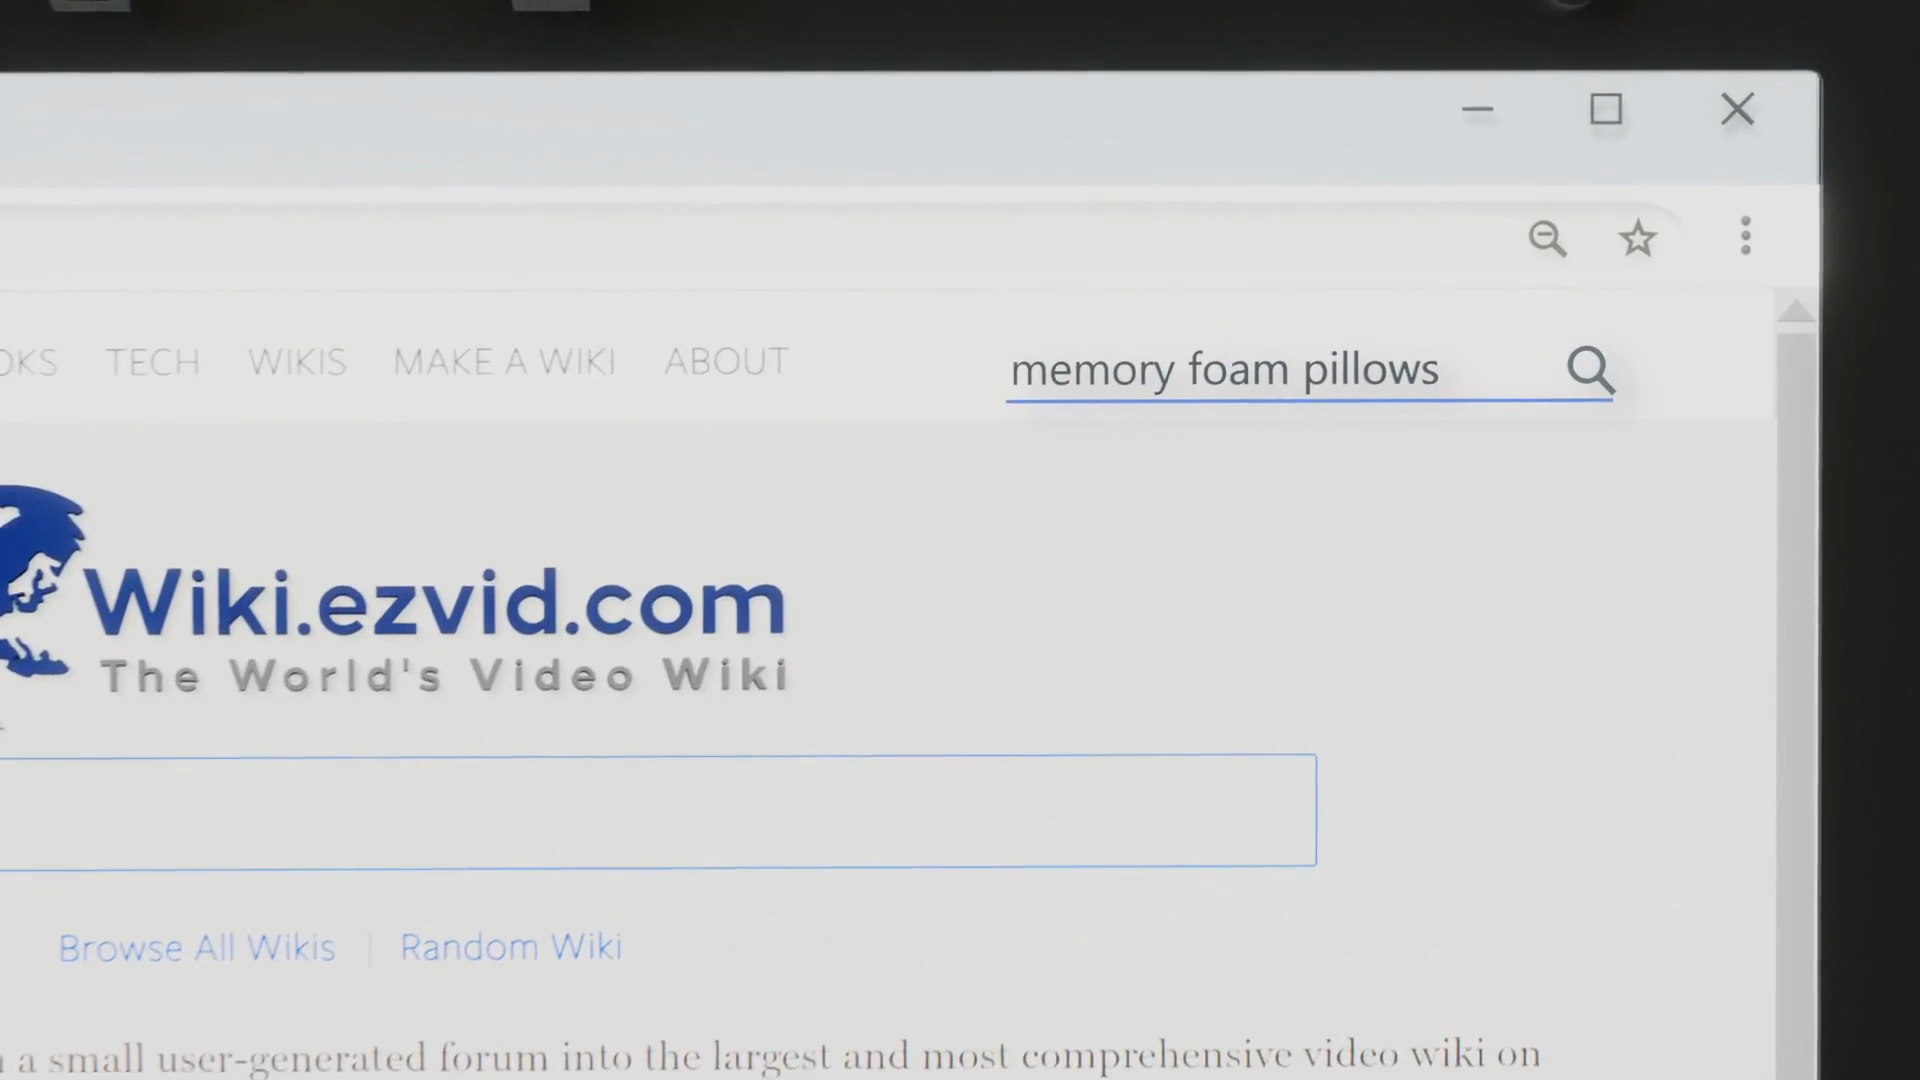 TECH WIKIS MAKE A WIKI ABOUT
memory foam pillows
Wiki.ezvid.com
The World's Video Wiki
Browse All Wikis | Random Wiki
a small user-generated forum into the largest and most comprehensive video wiki on